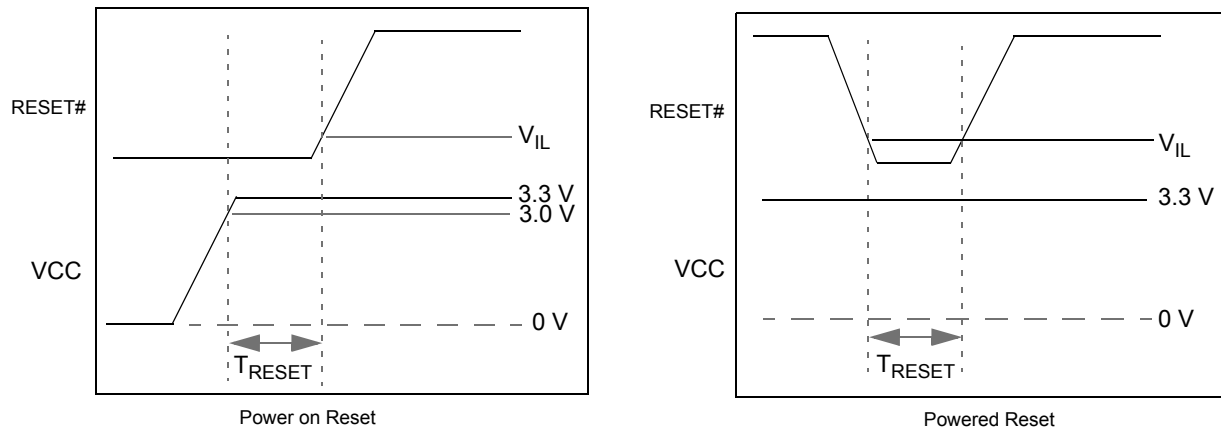 RESET#
VIL
3.3 V
3.0 V
VCC
0 V
TRESET
Power on Reset
RESET#
VIL
3.3 V
VCC
0 V
TRESET
Powered Reset